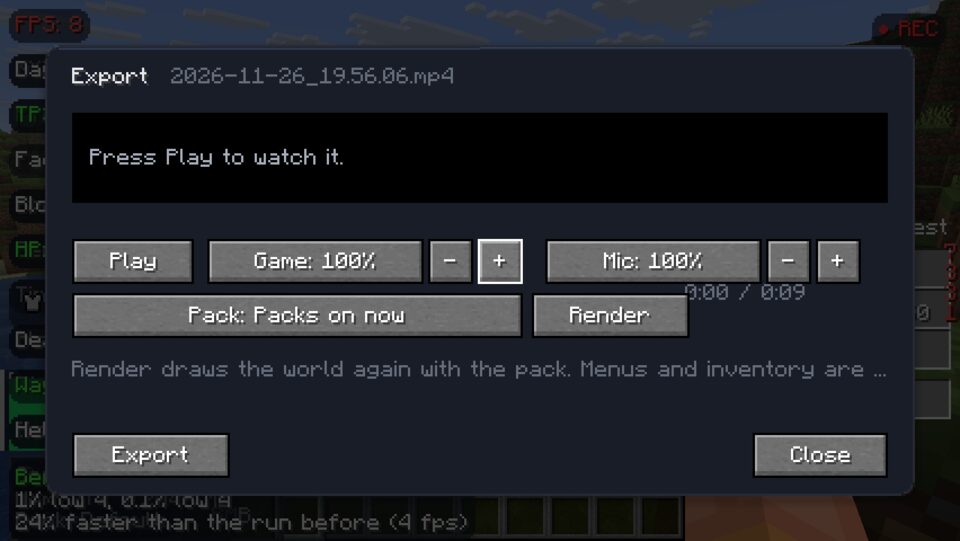 FPS: 8
REC
Export 2026-11-26_19.56.06.mp4
TP:
Press Play to watch it.
HP:
Play Game: 100% - + Mic: 100% - +
0:00 / 0:09
Pack: Packs on now Render
Render draws the world again with the pack. Menus and inventory are ...
Export Close
1% low 4, 0.1% low 4
24% faster than the run before (4 fps)